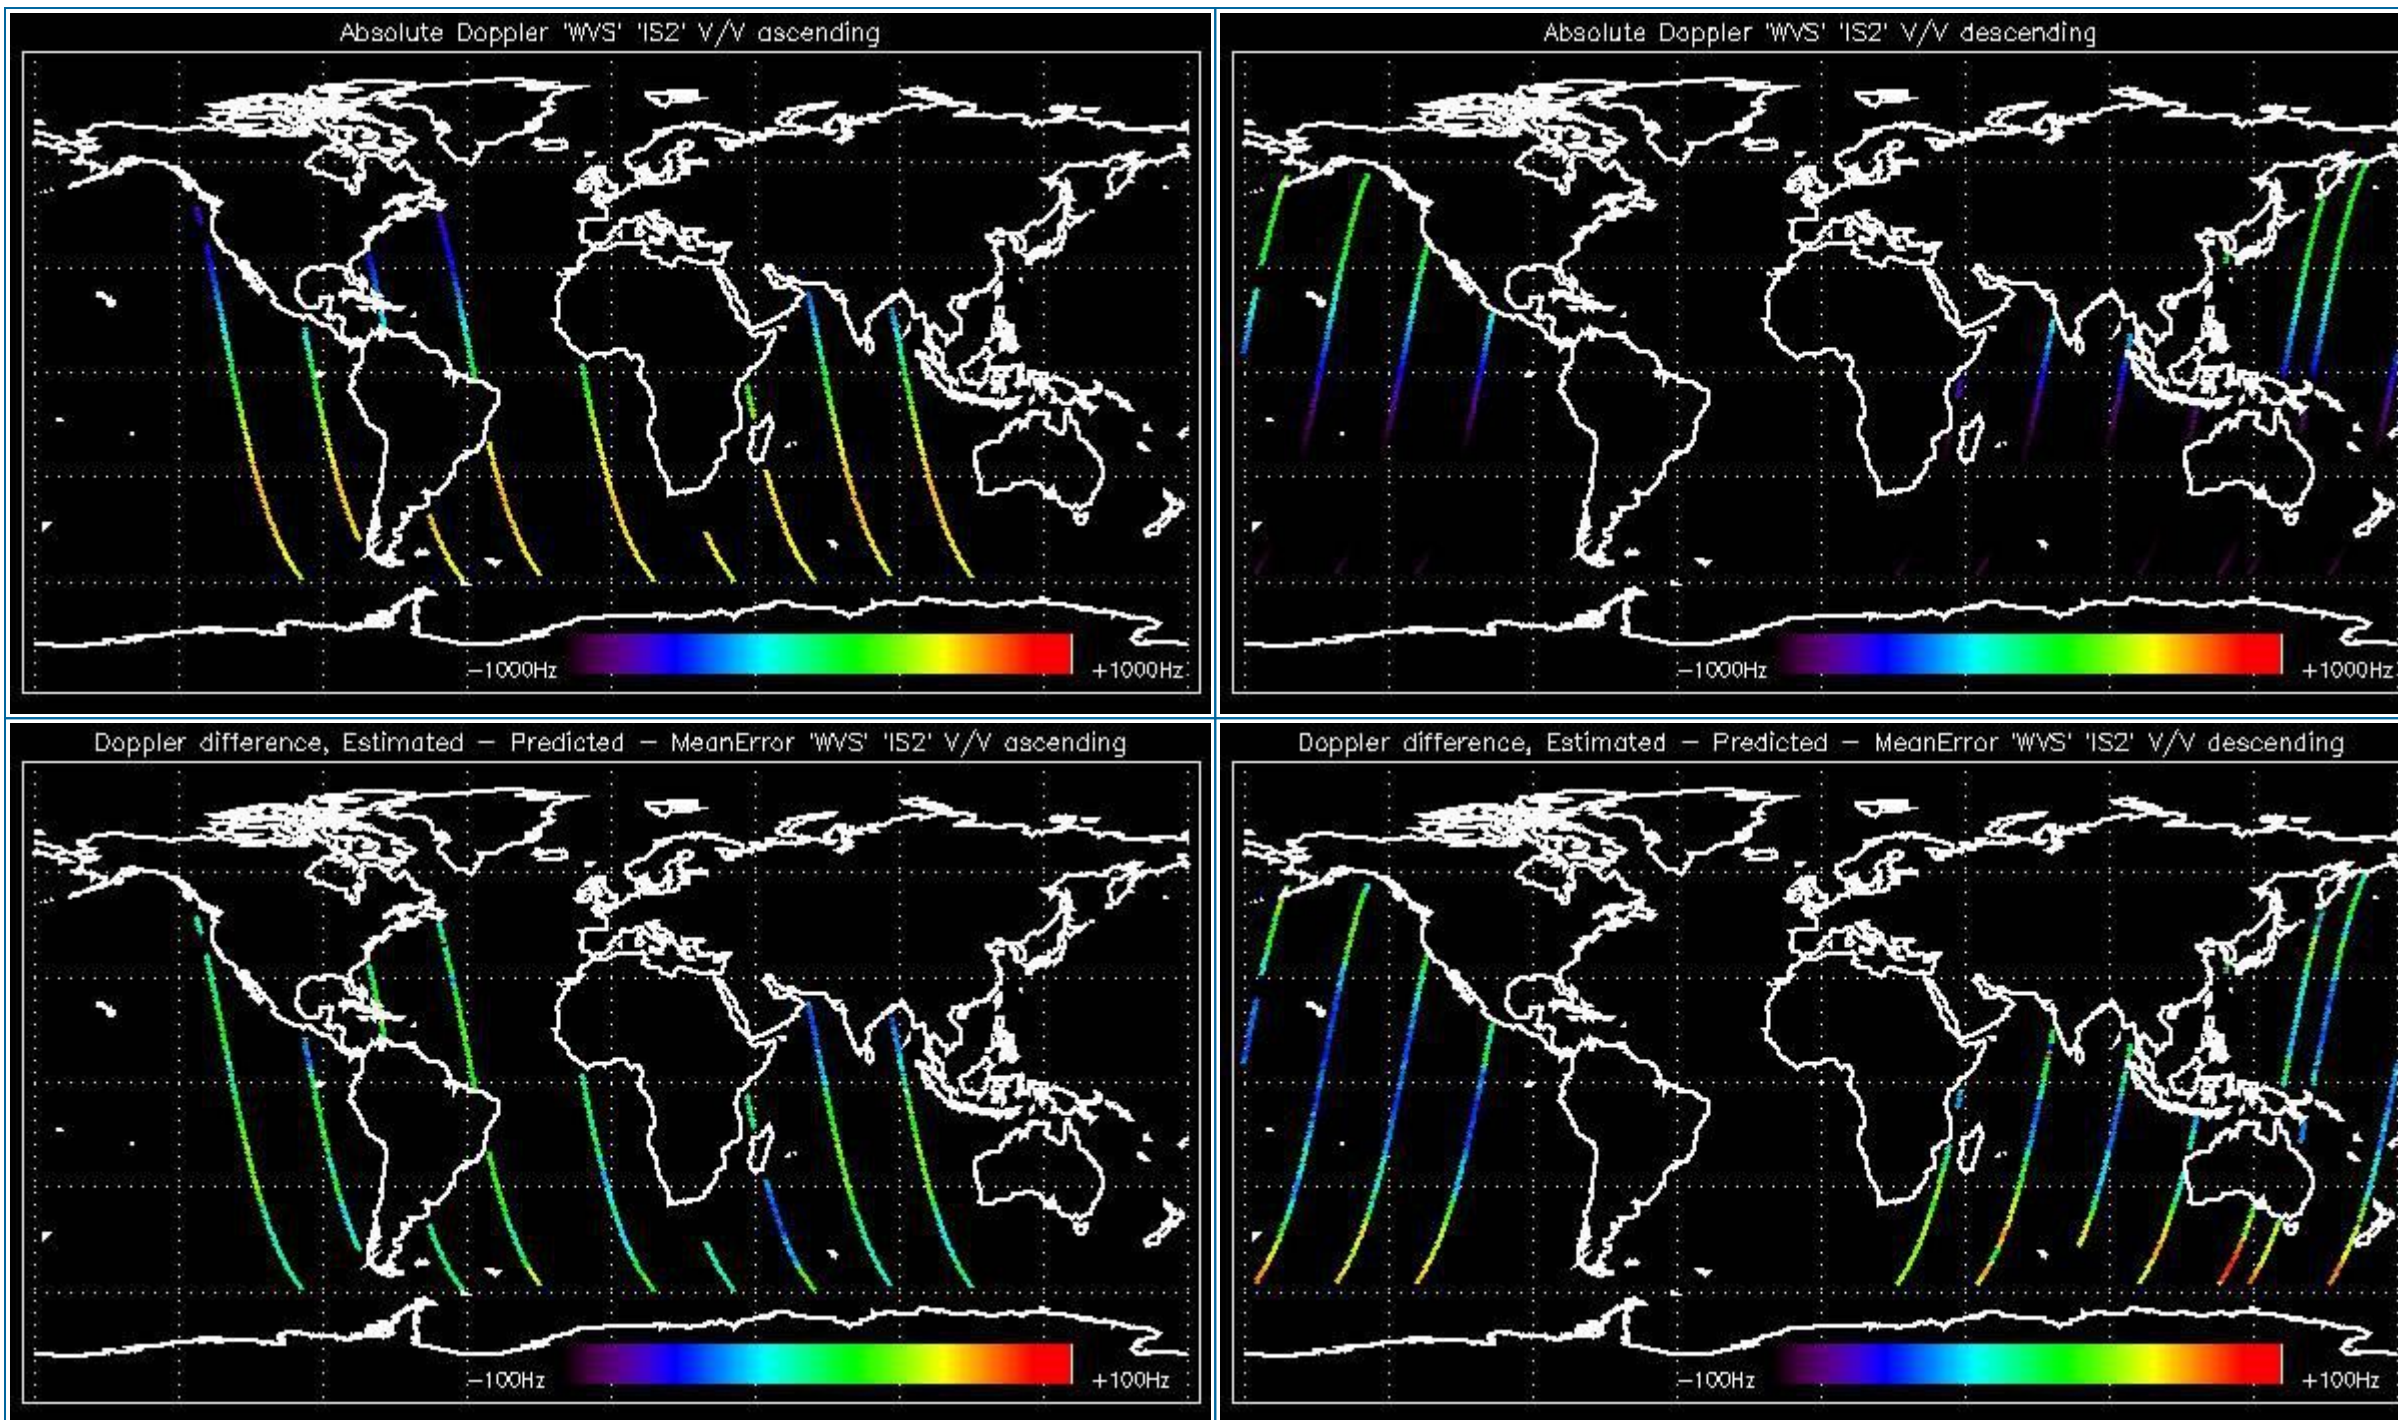 Absolute Doppler 'WVS' 'IS2' V/V ascending
-1000Hz
+1000Hz
Absolute Doppler 'WVS' 'IS2' V/V descending
-1000Hz
+1000Hz
Doppler difference, Estimated - Predicted - MeanError 'WVS' 'IS2' V/V ascending
-100Hz
+100Hz
Doppler difference, Estimated - Predicted - MeanError 'WVS' 'IS2' V/V descending
-100Hz
+100Hz